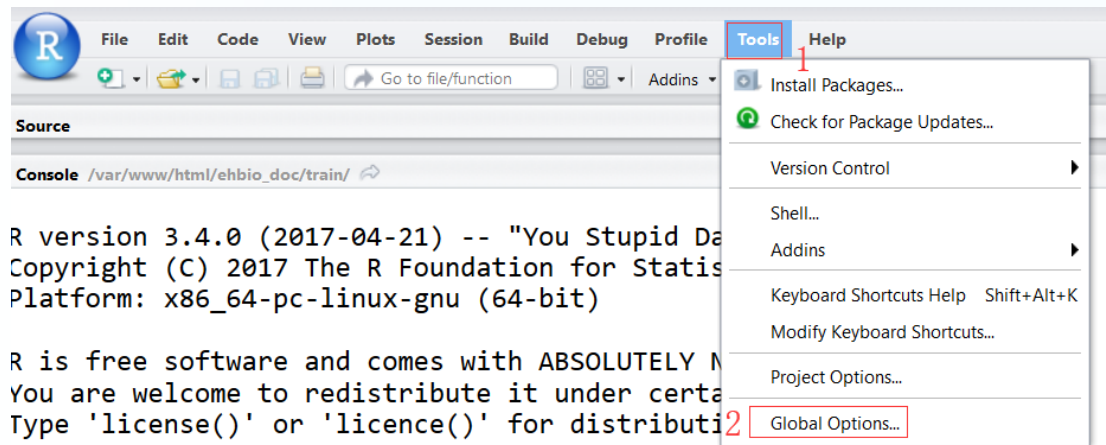 R File Edit Code View Plots Session Build Debug Profile Tools Help
1
Go to file/function Addins
Install Packages...
Check for Package Updates...
Source
Version Control
Console /var/www/html/ehbio_doc/train/
Shell...
Addins
Keyboard Shortcuts Help Shift+Alt+K
Modify Keyboard Shortcuts...
Project Options...
2 Global Options...
R version 3.4.0 (2017-04-21) -- "You Stupid Da
Copyright (C) 2017 The R Foundation for Statis
Platform: x86_64-pc-linux-gnu (64-bit)
R is free software and comes with ABSOLUTELY N
You are welcome to redistribute it under certa
Type 'license()' or 'licence()' for distributi